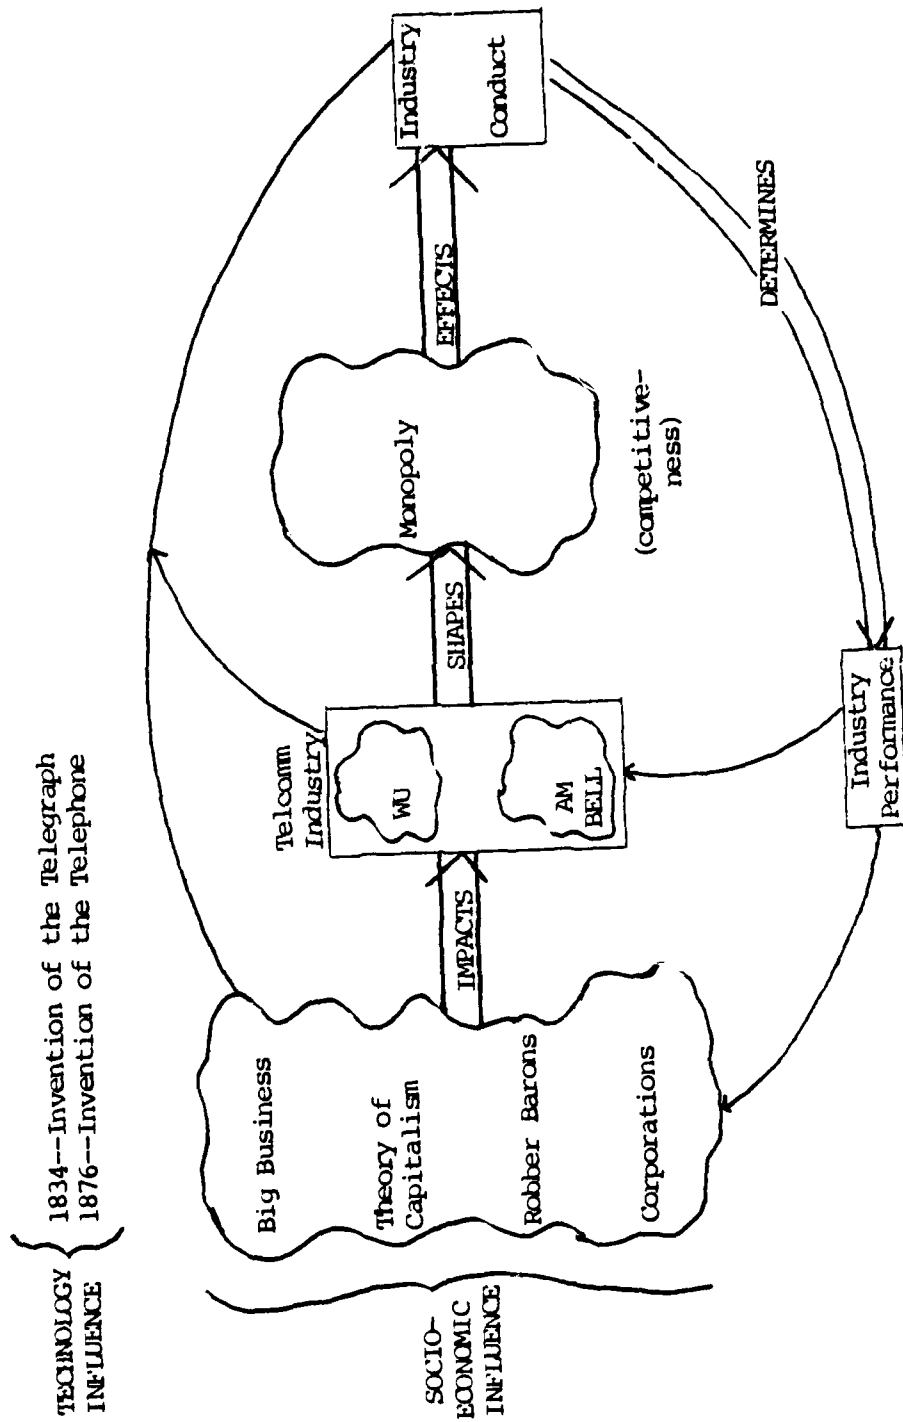 TECHNOLOGY
INFLUENCE
1834--Invention of the Telegraph
1876--Invention of the Telephone
SOCIO-
ECONOMIC
INFLUENCE
Big Business
Theory of
Capitalism
Robber Barons
Corporations
IMPACTS
Telcomm
Industry
WU
AM
BELL
SHAPES
Monopoly
(competitive-
ness)
EFFECTS
Industry
Conduct
DETERMINES
Industry
Performance